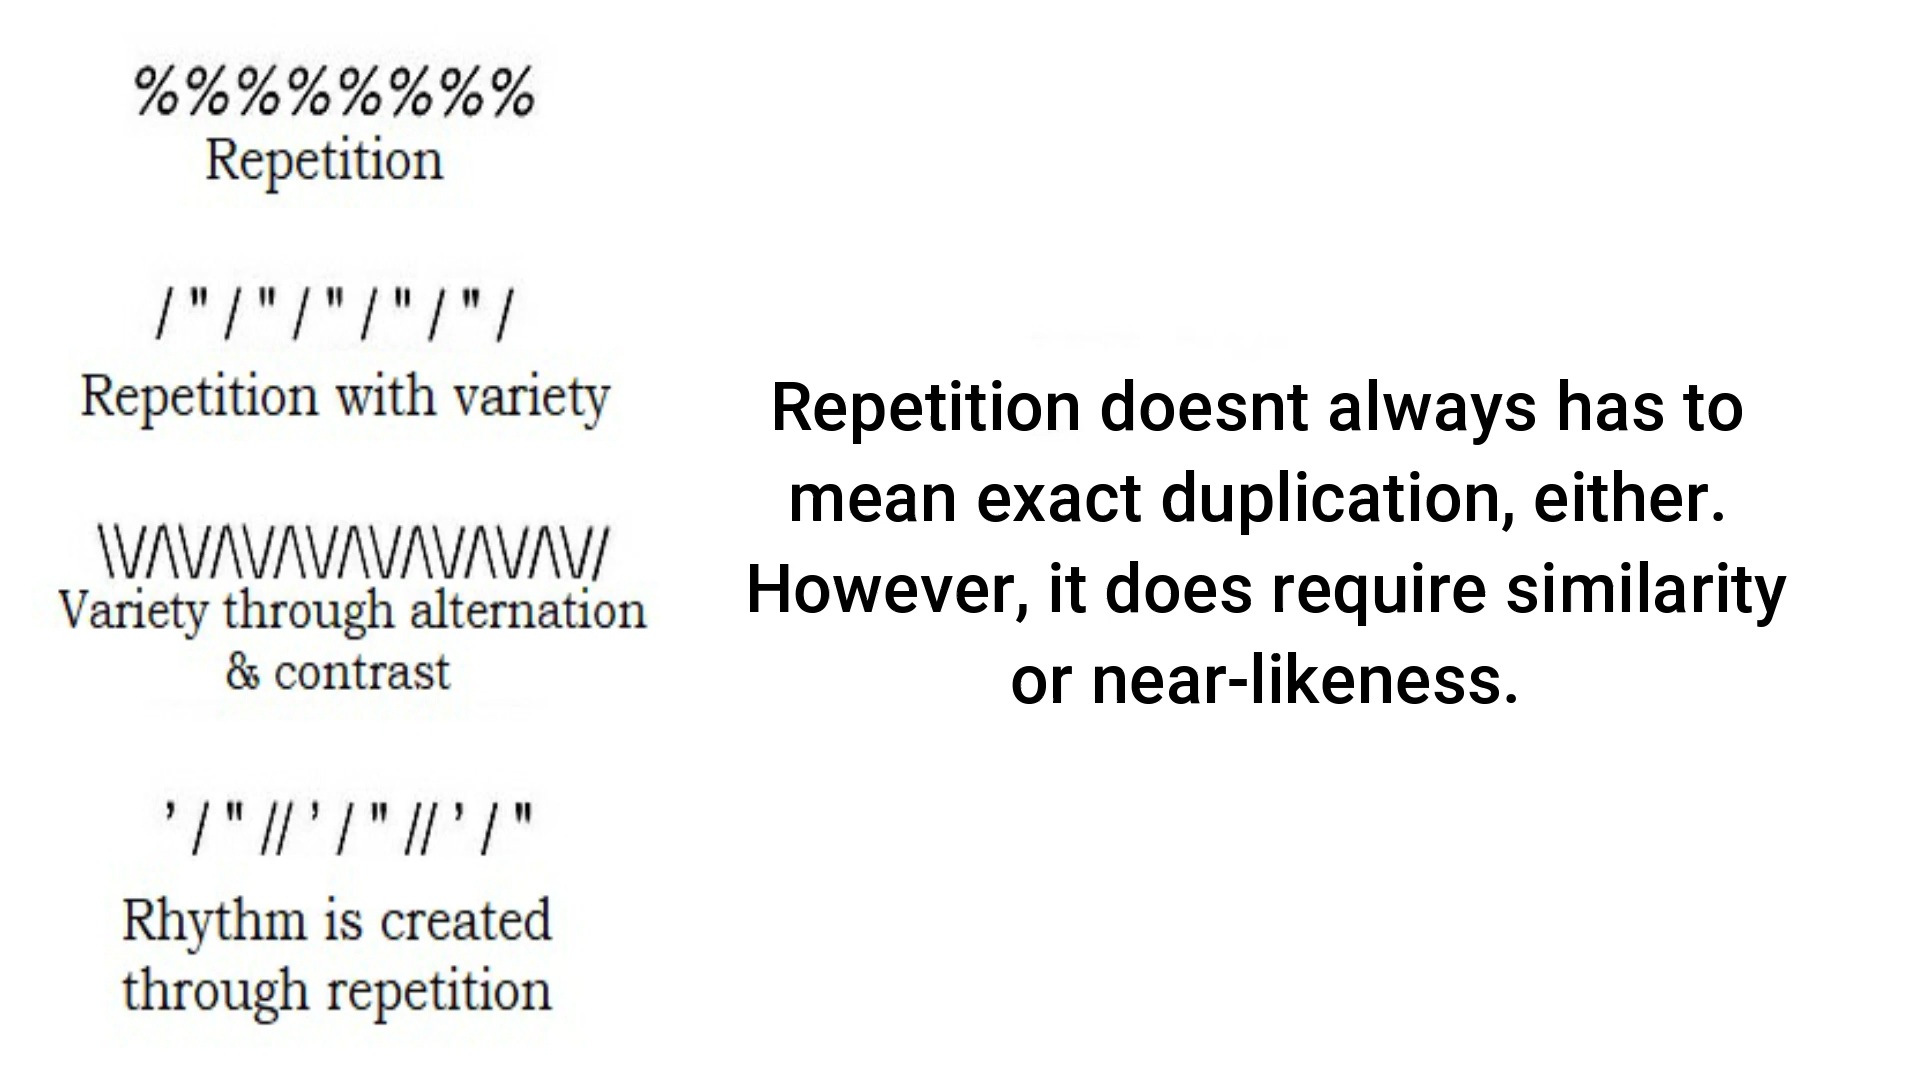 %%%%%%%%
Repetition
/ " / " / " / " / " /
Repetition with variety
\\/\/\\/\/\\/\/\\/\/\\/\/\\/\/\\/\/\\//
Variety through alternation
& contrast
’ / " // ’ / " // ’ / "
Rhythm is created
through repetition
Repetition doesnt always has to
mean exact duplication, either.
However, it does require similarity
or near-likeness.